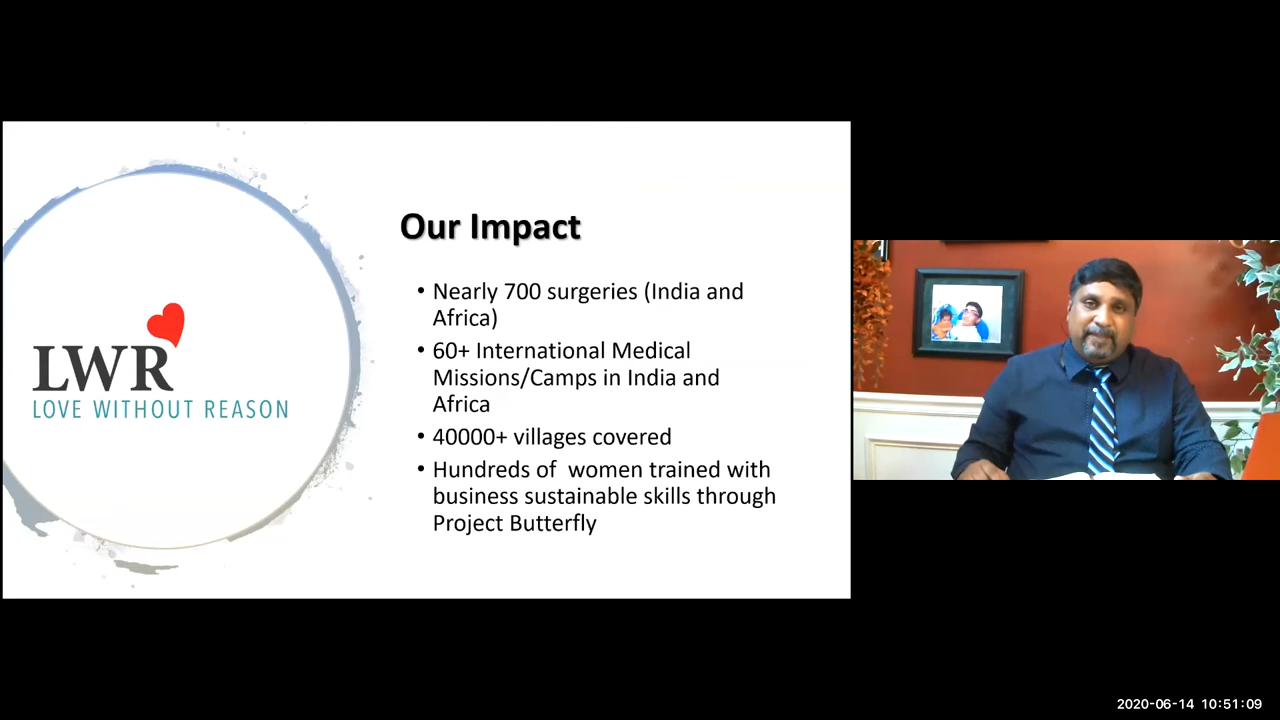 Our Impact
• Nearly 700 surgeries (India and
Africa)
• 60+ International Medical
Missions/Camps in India and
Africa
• 40000+ villages covered
• Hundreds of  women trained with
business sustainable skills through
Project Butterfly
LWR
LOVE WITHOUT REASON
2020-06-14 10:51:09